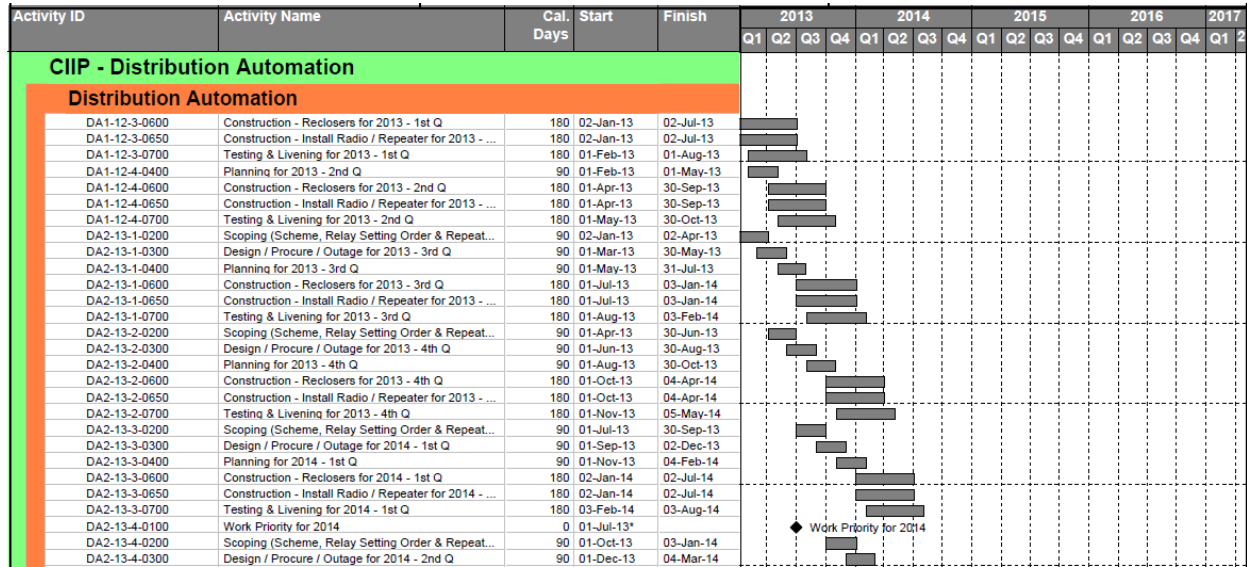 Activity ID Activity Name Cal. Days Start Finish 2013 2014 2015 2016 2017
Q1 Q2 Q3 Q4 Q1 Q2 Q3 Q4 Q1 Q2 Q3 Q4 Q1 Q2 Q3 Q4 Q1 2
CIIP - Distribution Automation
Distribution Automation
DA1-12-3-0600 Construction - Reclosers for 2013 - 1st Q 180 02-Jan-13 02-Jul-13
DA1-12-3-0650 Construction - Install Radio / Repeater for 2013 - ... 180 02-Jan-13 02-Jul-13
DA1-12-3-0700 Testing & Livening for 2013 - 1st Q 180 01-Feb-13 01-Aug-13
DA1-12-4-0400 Planning for 2013 - 2nd Q 90 01-Feb-13 01-May-13
DA1-12-4-0600 Construction - Reclosers for 2013 - 2nd Q 180 01-Apr-13 30-Sep-13
DA1-12-4-0650 Construction - Install Radio / Repeater for 2013 - ... 180 01-Apr-13 30-Sep-13
DA1-12-4-0700 Testing & Livening for 2013 - 2nd Q 180 01-May-13 30-Oct-13
DA2-13-1-0200 Scoping (Scheme, Relay Setting Order & Repeat... 90 02-Jan-13 02-Apr-13
DA2-13-1-0300 Design / Procure / Outage for 2013 - 3rd Q 90 01-Mar-13 30-May-13
DA2-13-1-0400 Planning for 2013 - 3rd Q 90 01-May-13 31-Jul-13
DA2-13-1-0600 Construction - Reclosers for 2013 - 3rd Q 180 01-Jul-13 03-Jan-14
DA2-13-1-0650 Construction - Install Radio / Repeater for 2013 - ... 180 01-Jul-13 03-Jan-14
DA2-13-1-0700 Testing & Livening for 2013 - 3rd Q 180 01-Aug-13 03-Feb-14
DA2-13-2-0200 Scoping (Scheme, Relay Setting Order & Repeat... 90 01-Apr-13 30-Jun-13
DA2-13-2-0300 Design / Procure / Outage for 2013 - 4th Q 90 01-Jun-13 30-Aug-13
DA2-13-2-0400 Planning for 2013 - 4th Q 90 01-Aug-13 30-Oct-13
DA2-13-2-0600 Construction - Reclosers for 2013 - 4th Q 180 01-Oct-13 04-Apr-14
DA2-13-2-0650 Construction - Install Radio / Repeater for 2013 - ... 180 01-Oct-13 04-Apr-14
DA2-13-2-0700 Testing & Livening for 2013 - 4th Q 180 01-Nov-13 05-May-14
DA2-13-3-0200 Scoping (Scheme, Relay Setting Order & Repeat... 90 01-Jul-13 30-Sep-13
DA2-13-3-0300 Design / Procure / Outage for 2014 - 1st Q 90 01-Sep-13 02-Dec-13
DA2-13-3-0400 Planning for 2014 - 1st Q 90 01-Nov-13 04-Feb-14
DA2-13-3-0600 Construction - Reclosers for 2014 - 1st Q 180 02-Jan-14 02-Jul-14
DA2-13-3-0650 Construction - Install Radio / Repeater for 2014 - ... 180 02-Jan-14 02-Jul-14
DA2-13-3-0700 Testing & Livening for 2014 - 1st Q 180 03-Feb-14 03-Aug-14
DA2-13-4-0100 Work Priority for 2014 0 01-Jul-13* Work Priority for 2014
DA2-13-4-0200 Scoping (Scheme, Relay Setting Order & Repeat... 90 01-Oct-13 03-Jan-14
DA2-13-4-0300 Design / Procure / Outage for 2014 - 2nd Q 90 01-Dec-13 04-Mar-14